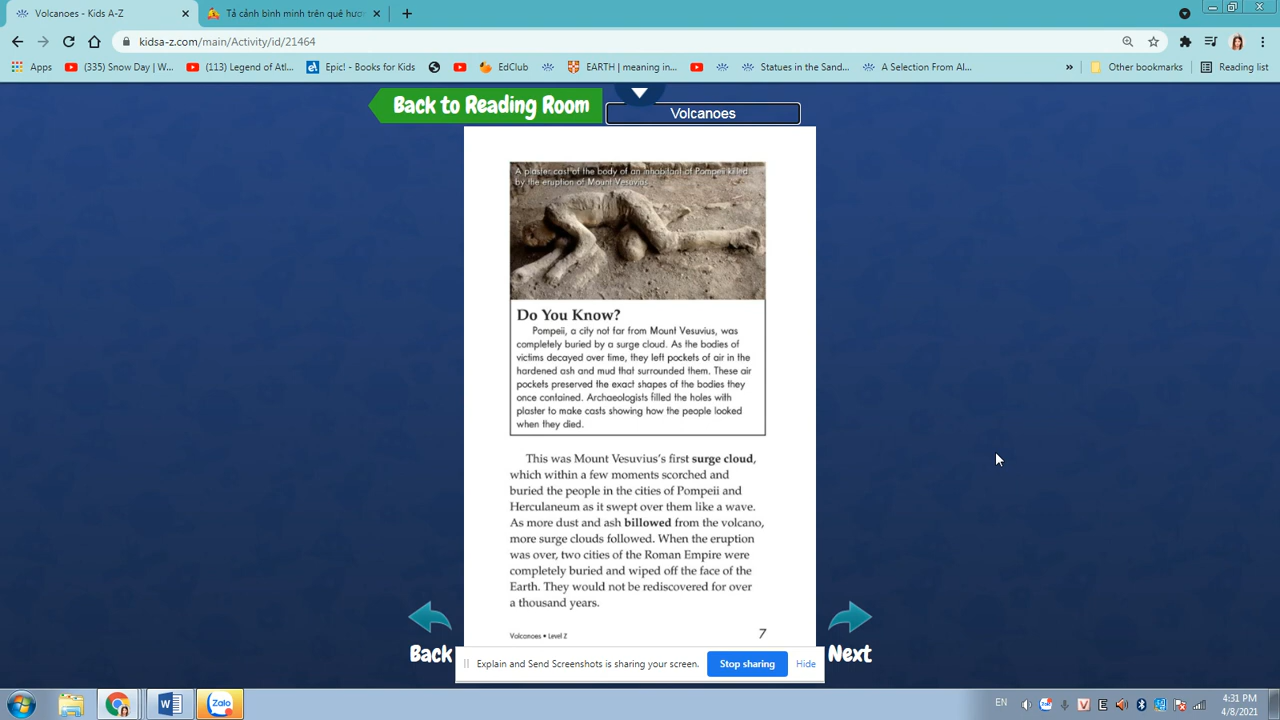 Volcanoes - Kids A-Z
Tả cảnh bình minh trên quê hươ
kidsa-z.com/main/Activity/id/21464
Apps
(335) Snow Day | W...
(113) Legend of Atl...
Epic! - Books for Kids
EdClub
EARTH | meaning in...
Statues in the Sand...
A Selection From Al...
»
Other bookmarks
Reading list
Back to Reading Room
Volcanoes
A plaster cast of the body of an inhabitant of Pompeii killed
by the eruption of Mount Vesuvius
Do You Know?
Pompeii, a city not far from Mount Vesuvius, was
completely buried by a surge cloud. As the bodies of
victims decayed over time, they left pockets of air in the
hardened ash and mud that surrounded them. These air
pockets preserved the exact shapes of the bodies they
once contained. Archaeologists filled the holes with
plaster to make casts showing how the people looked
when they died.
This was Mount Vesuvius's first surge cloud,
which within a few moments scorched and
buried the people in the cities of Pompeii and
Herculaneum as it swept over them like a wave.
As more dust and ash billowed from the volcano,
more surge clouds followed. When the eruption
was over, two cities of the Roman Empire were
completely buried and wiped off the face of the
Earth. They would not be rediscovered for over
a thousand years.
Volcanoes • Level Z
7
Back
Next
Explain and Send Screenshots is sharing your screen.
Stop sharing
Hide
Zalo
EN
4:31 PM
4/8/2021